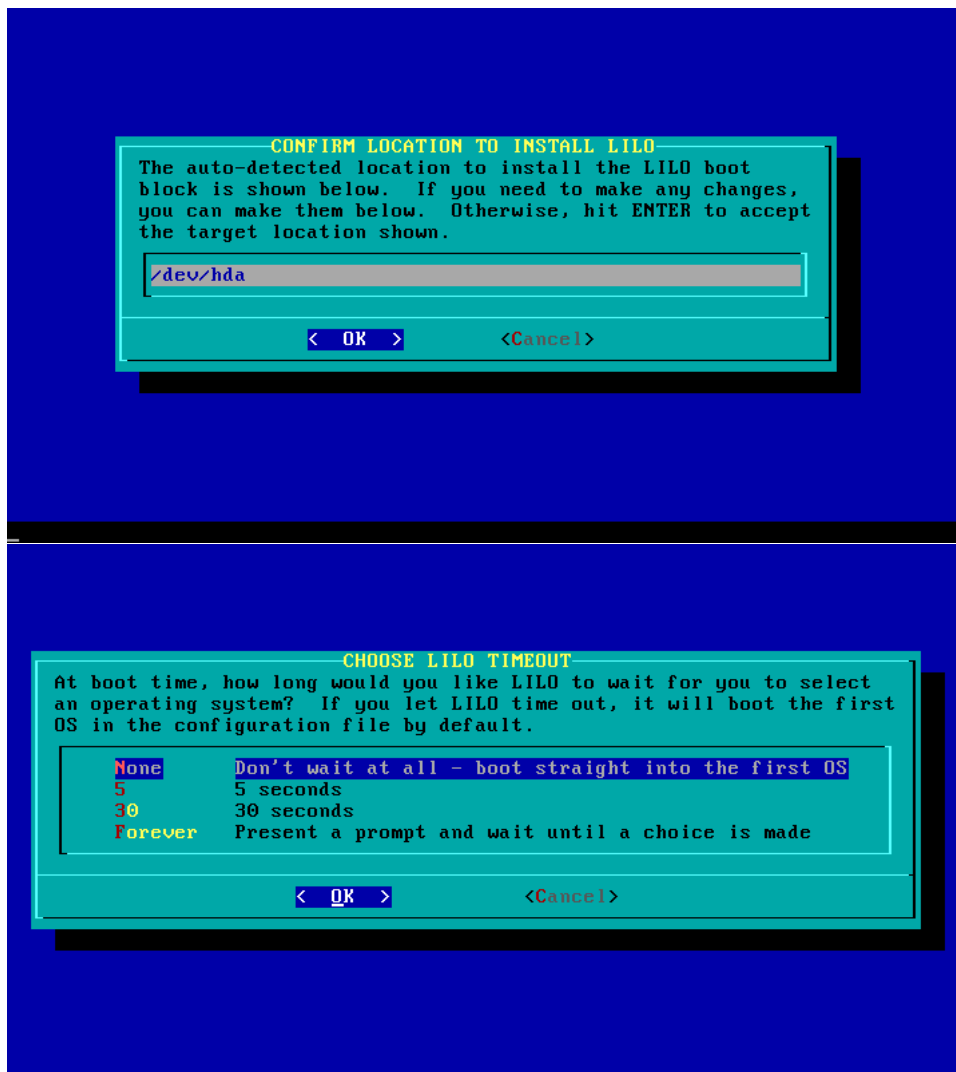 CONFIRM LOCATION TO INSTALL LILO
The auto-detected location to install the LILO boot
block is shown below.  If you need to make any changes,
you can make them below.  Otherwise, hit ENTER to accept
the target location shown.
/dev/hda
<  OK  > <Cancel>
CHOOSE LILO TIMEOUT
At boot time, how long would you like LILO to wait for you to select
an operating system?  If you let LILO time out, it will boot the first
OS in the configuration file by default.
None Don't wait at all - boot straight into the first OS
5 5 seconds
30 30 seconds
Forever Present a prompt and wait until a choice is made
<  OK  > <Cancel>